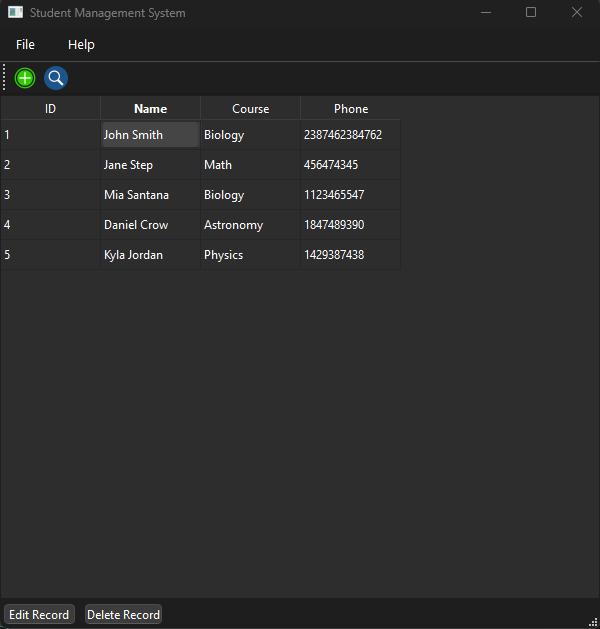 Student Management System
File Help
ID Name Course Phone
1 John Smith Biology 2387462384762
2 Jane Step Math 456474345
3 Mia Santana Biology 1123465547
4 Daniel Crow Astronomy 1847489390
5 Kyla Jordan Physics 1429387438
Edit Record Delete Record